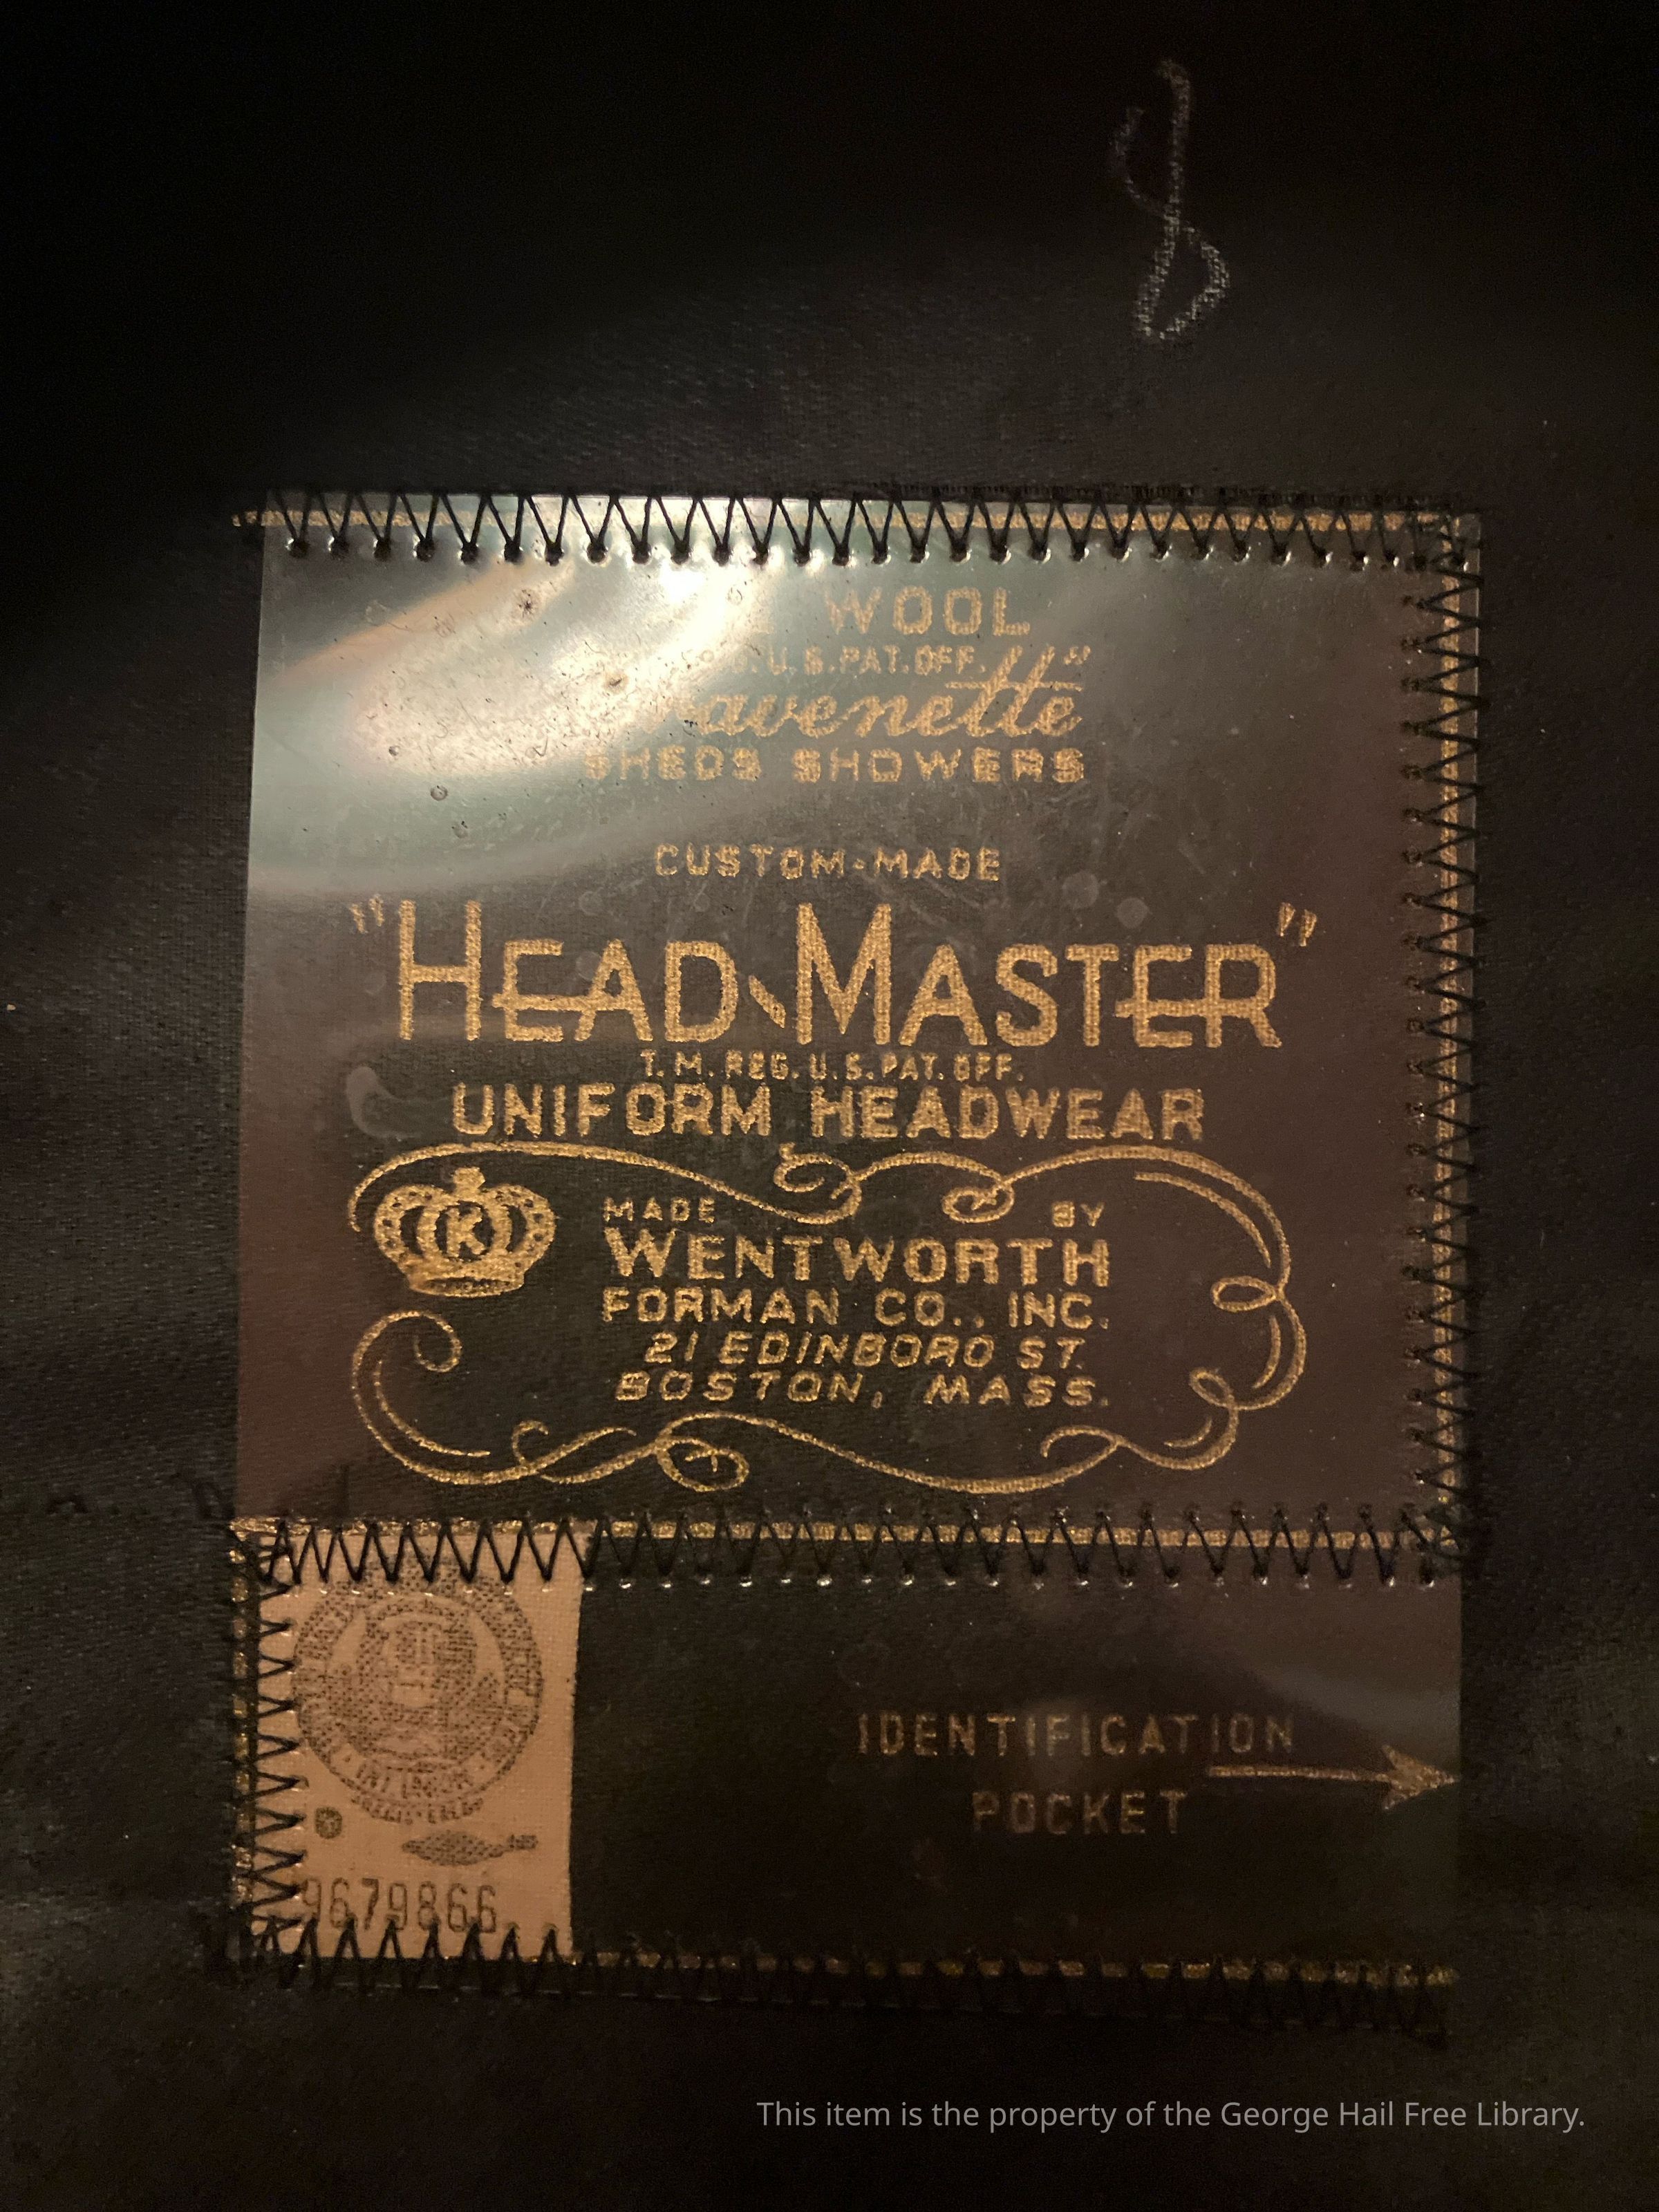 WOOL
U.S.PAT.OFF.
avenette"
SHEDS SHOWERS
CUSTOM-MADE
"HEAD-MASTER"
T.M.REG.U.S.PAT.OFF.
UNIFORM HEADWEAR
K
MADE BY
WENTWORTH
FORMAN CO., INC.
21 EDINBORO ST.
BOSTON, MASS.
IDENTIFICATION
POCKET
9679866
This item is the property of the George Hail Free Library.